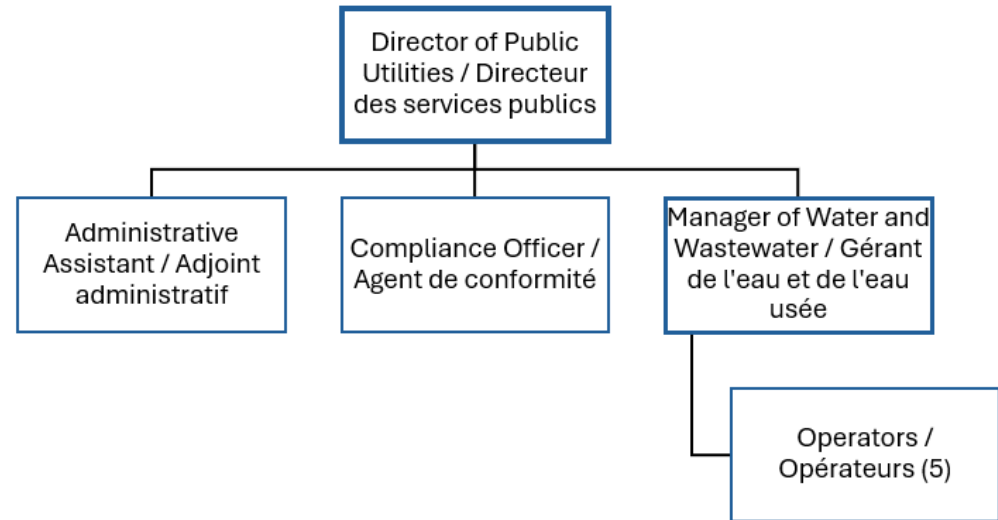 Director of Public
Utilities / Directeur
des services publics
Administrative
Assistant / Adjoint
administratif
Compliance Officer /
Agent de conformité
Manager of Water and
Wastewater / Gérant
de l'eau et de l'eau
usée
Operators /
Opérateurs (5)